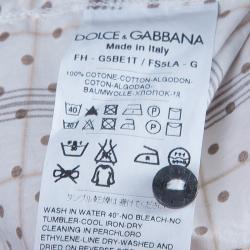 DOLCE & GABBANA
Made in Italy
FH - G5BE1T / FS5LA - G
100% COTONE-COTTON-ALGODON-
COTON-ALGODAO-
BAUMWOLLE-ХЛОПОК-
40
WASH IN WATER 40°-NO BLEACH-NO
TUMBLER-COOL IRON-DRY
CLEANING IN PERCHLORO
ETHYLENE-LINE DRY-WASHED AND
DRIED ON REVERSE SIDE